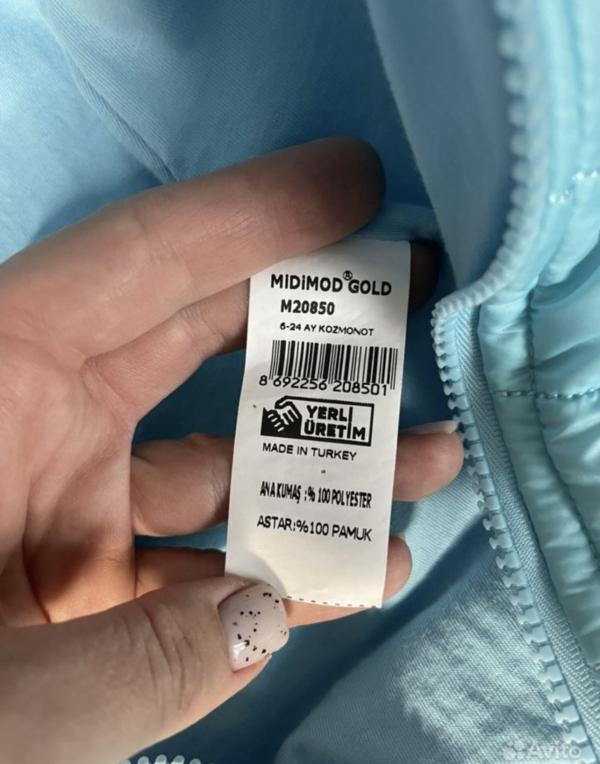 MiDiMOD® GOLD
M20850
6-24 AY KOZMONOT
8 692256 208501
YERLİ
ÜRETİM
MADE IN TURKEY
ANA KUMAŞ :% 100 POLYESTER
ASTAR:%100 PAMUK
Avito